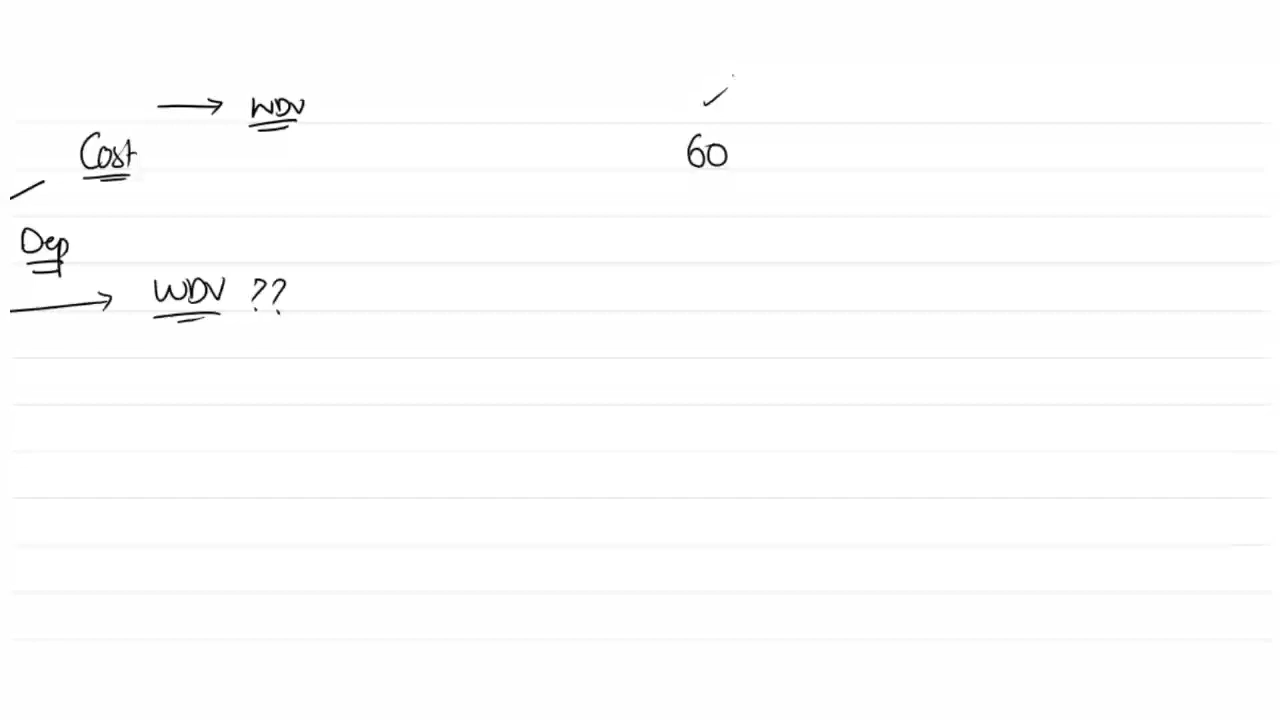 → WDV
Cost
60
Dep
→ WDV ??